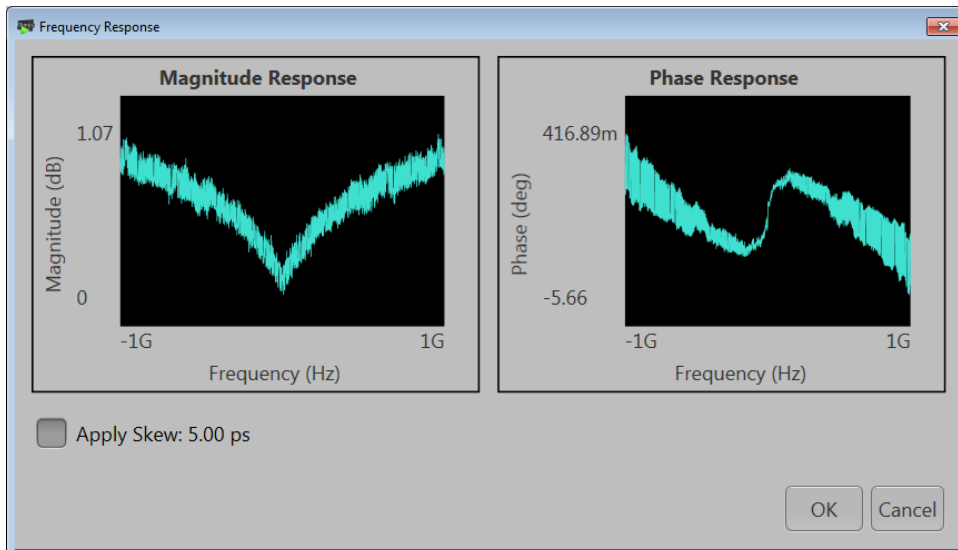 Frequency Response
Magnitude Response
1.07
Magnitude (dB)
0
-1G
1G
Frequency (Hz)
Phase Response
416.89m
Phase (deg)
-5.66
-1G
1G
Frequency (Hz)
Apply Skew: 5.00 ps
OK
Cancel